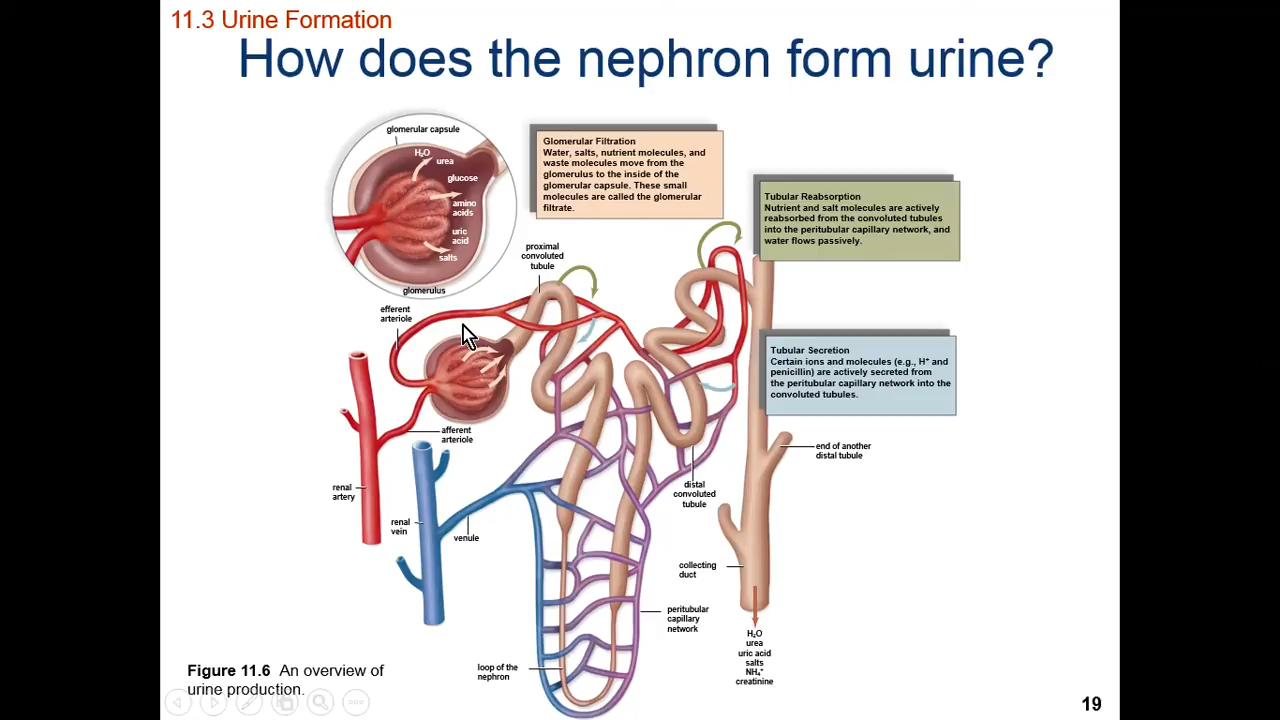 11.3 Urine Formation
How does the nephron form urine?
glomerular capsule
H₂O
urea
glucose
amino
acids
uric
acid
salts
glomerulus
Glomerular Filtration
Water, salts, nutrient molecules, and
waste molecules move from the
glomerulus to the inside of the
glomerular capsule. These small
molecules are called the glomerular
filtrate.
Tubular Reabsorption
Nutrient and salt molecules are actively
reabsorbed from the convoluted tubules
into the peritubular capillary network, and
water flows passively.
proximal
convoluted
tubule
efferent
arteriole
Tubular Secretion
Certain ions and molecules (e.g., H⁺ and
penicillin) are actively secreted from
the peritubular capillary network into the
convoluted tubules.
afferent
arteriole
end of another
distal tubule
renal
artery
distal
convoluted
tubule
renal
vein
venule
collecting
duct
peritubular
capillary
network
H₂O
urea
uric acid
salts
NH₄⁺
creatinine
loop of the
nephron
Figure 11.6 An overview of
urine production.
19